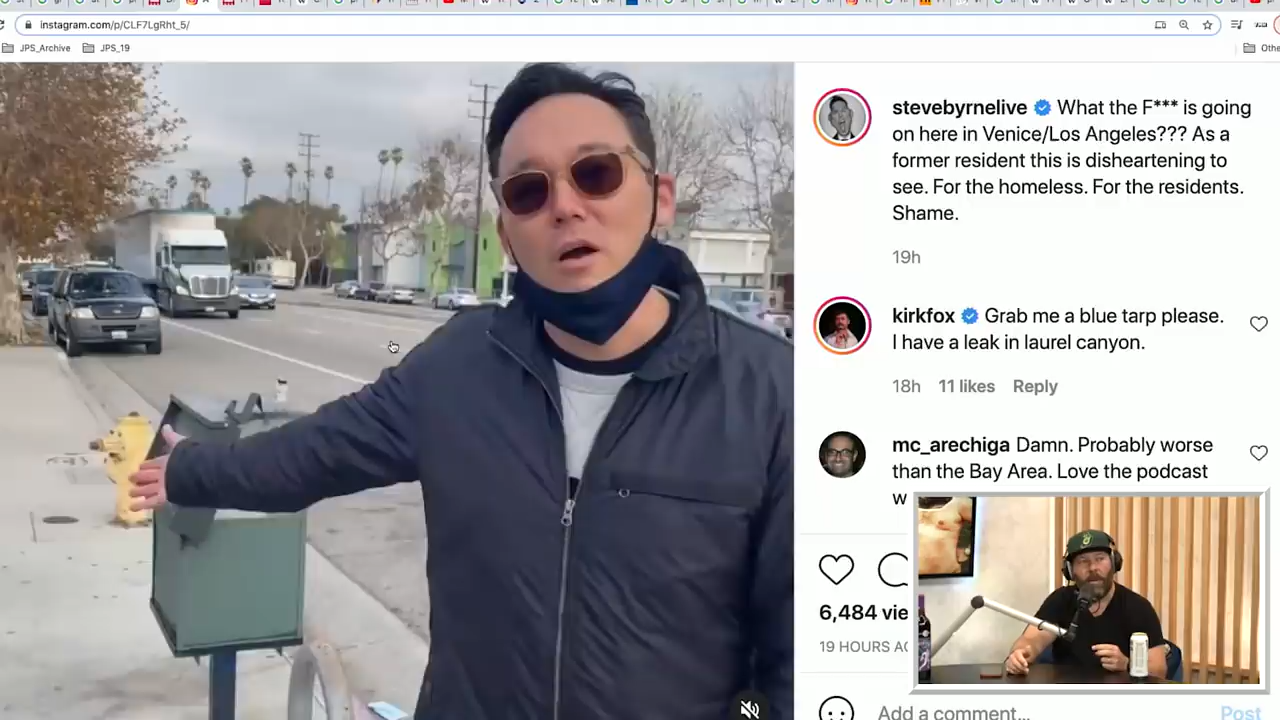 instagram.com/p/CLF7LgRht_5/
JPS_Archive
JPS_19
Othe
stevebyrnelive What the F*** is going
on here in Venice/Los Angeles??? As a
former resident this is disheartening to
see. For the homeless. For the residents.
Shame.
19h
kirkfox Grab me a blue tarp please.
I have a leak in laurel canyon.
18h 11 likes Reply
mc_arechiga Damn. Probably worse
than the Bay Area. Love the podcast
w
6,484 vie
19 HOURS AG
Add a comment...
Post